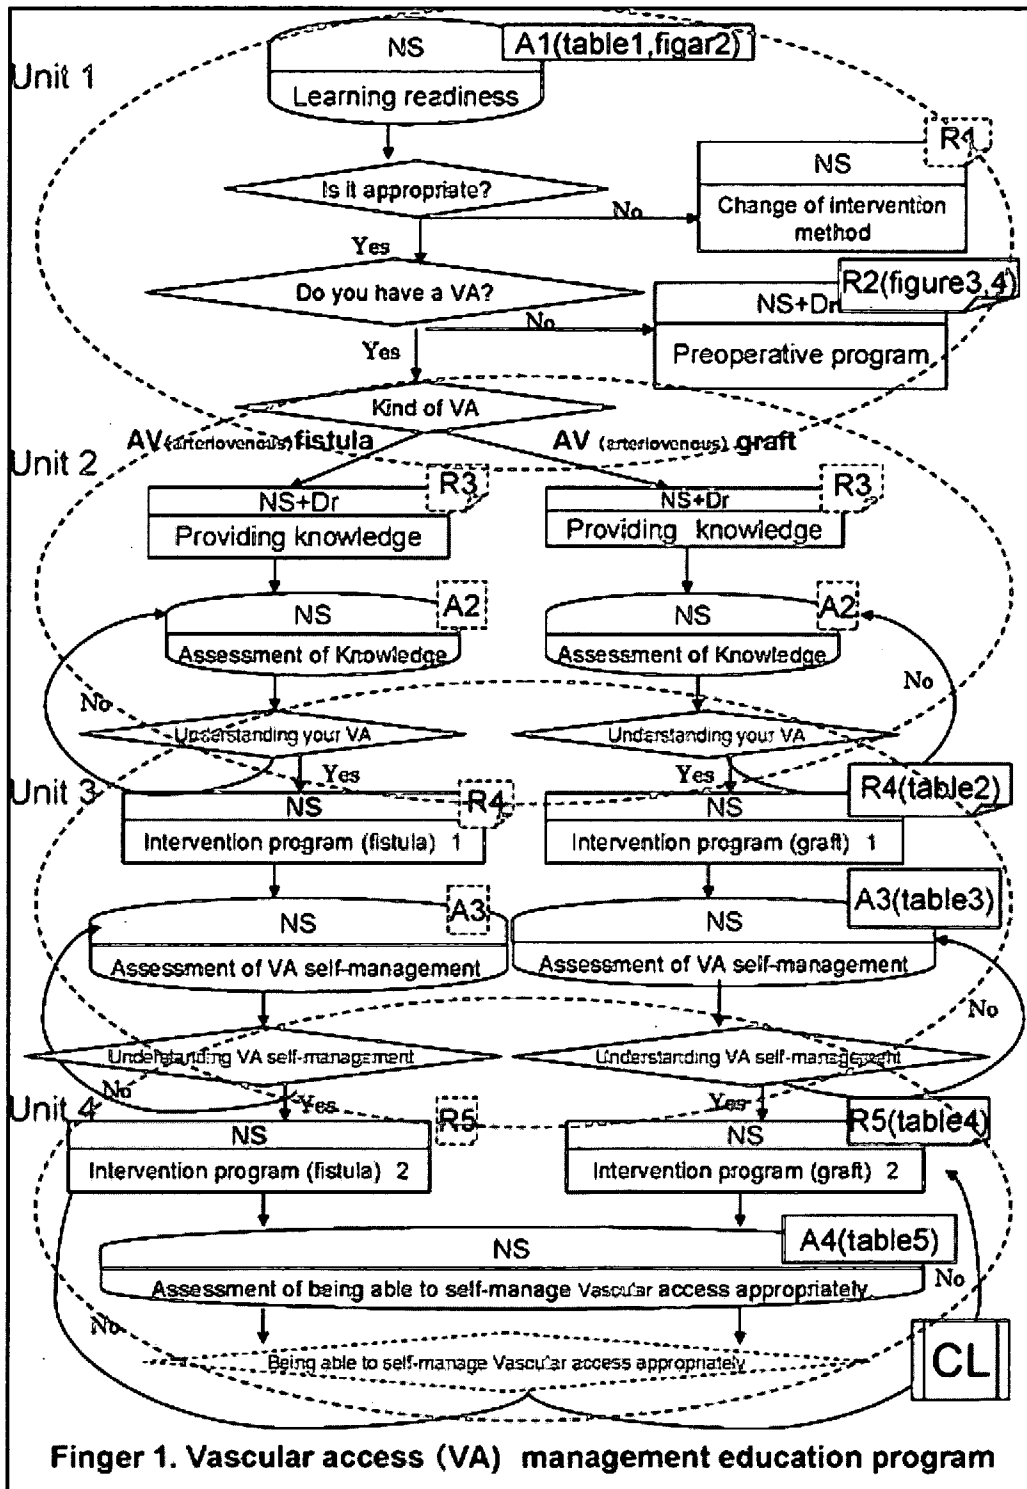 NS
A1(table1,figar2)
Unit 1
Learning readiness
R1
NS
Is it appropriate?
No
Change of intervention
method
Yes
R2(figure3,4)
Do you have a VA?
NS+Dr
No
Yes
Preoperative program
Kind of VA
AV(arteriovenous)fistula
AV (arteriovenous) graft
Unit 2
R3
R3
NS+Dr
NS+Dr
Providing knowledge
Providing knowledge
A2
A2
NS
NS
Assessment of Knowledge
Assessment of Knowledge
No
No
Understanding your VA
Understanding your VA
Yes
Yes
Unit 3
R4
R4(table2)
NS
NS
Intervention program (fistula) 1
Intervention program (graft) 1
A3
A3(table3)
NS
NS
Assessment of VA self-management
Assessment of VA self-management
No
Understanding VA self-management
Understanding VA self-management
No
Yes
Yes
Unit 4
R5
R5(table4)
NS
NS
Intervention program (fistula) 2
Intervention program (graft) 2
A4(table5)
NS
Assessment of being able to self-manage Vascular access appropriately
No
No
Being able to self-manage Vascular access appropriately
CL
Finger 1. Vascular access (VA) management education program